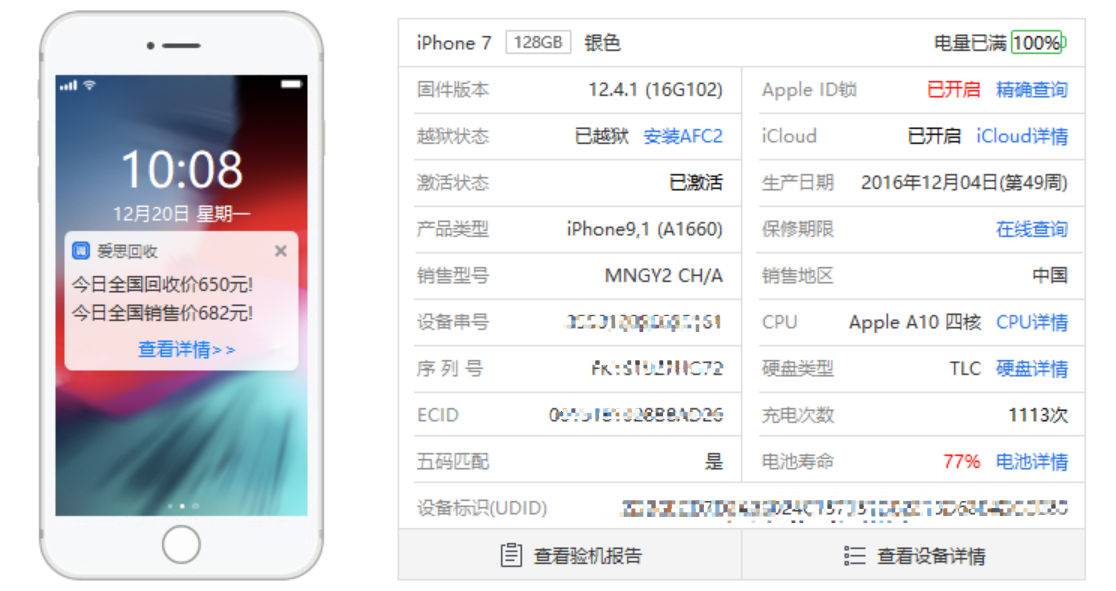 10:08
12月20日 星期一
爱思回收
今日全国回收价650元!
今日全国销售价682元!
查看详情>>
iPhone 7 128GB 银色 电量已满 100%
固件版本 12.4.1 (16G102) Apple ID锁 已开启 精确查询
越狱状态 已越狱 安装AFC2 iCloud 已开启 iCloud详情
激活状态 已激活 生产日期 2016年12月04日(第49周)
产品类型 iPhone9,1 (A1660) 保修期限 在线查询
销售型号 MNGY2 CH/A 销售地区 中国
设备串号 CPU Apple A10 四核 CPU详情
序列号 硬盘类型 TLC 硬盘详情
ECID 充电次数 1113次
五码匹配 是 电池寿命 77% 电池详情
设备标识(UDID)
查看验机报告 查看设备详情